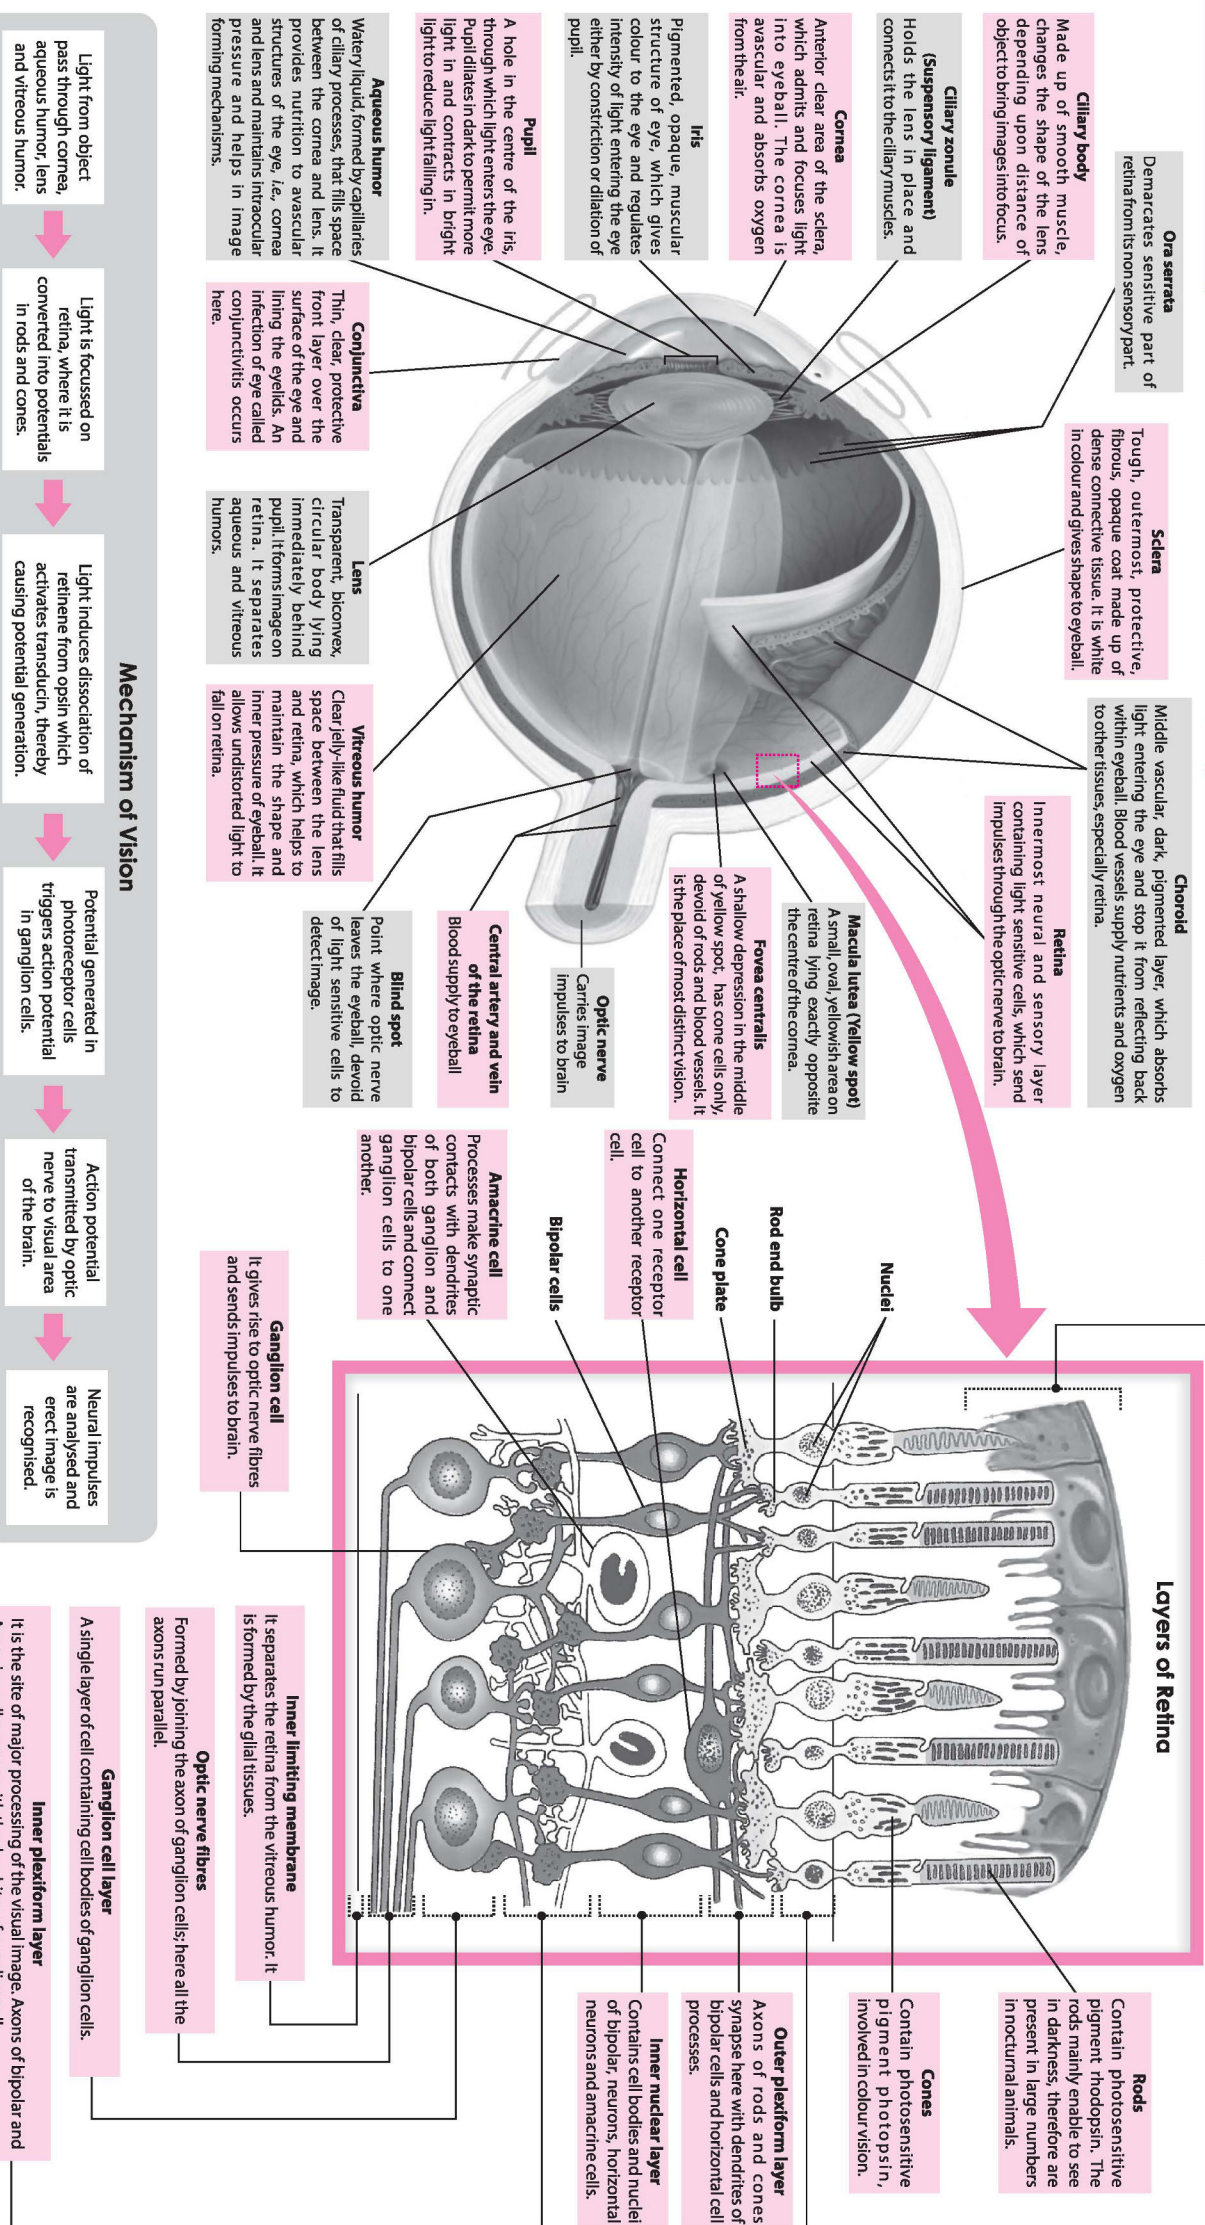 Ora serrata
Demarcates sensitive part of
retina from its non sensory part.
Ciliary body
Made up of smooth muscle,
changes the shape of the lens
depending upon distance of
object to bring images into focus.
Ciliary zonule
(Suspensory ligament)
Holds the lens in place and
connects it to the ciliary muscles.
Cornea
Anterior clear area of the sclera,
which admits and focuses light
into eyeball. The cornea is
avascular and absorbs oxygen
from the air.
Iris
Pigmented, opaque, muscular
structure of eye, which gives
colour to the eye and regulates
intensity of light entering the eye
either by constriction or dilation of
pupil.
Pupil
A hole in the centre of the iris,
through which light enters the eye.
Pupil dilates in dark to permit more
light in and contracts in bright
light to reduce light falling in.
Aqueous humor
Watery liquid, formed by capillaries
of ciliary processes, that fills space
between the cornea and lens. It
provides nutrition to avascular
structures of the eye, i.e., cornea
and lens and maintains intraocular
pressure and helps in image
forming mechanisms.
Sclera
Tough, outermost, protective,
fibrous, opaque coat made up of
dense connective tissue. It is white
in colour and gives shape to eyeball.
Conjunctiva
Thin, clear, protective
front layer over the
surface of the eye and
lining the eyelids. An
infection of eye called
conjunctivitis occurs
here.
Lens
Transparent, biconvex,
circular body lying
immediately behind
pupil. It forms image on
retina. It separates
aqueous and vitreous
humors.
Vitreous humor
Clear jelly-like fluid that fills
space between the lens
and retina, which helps to
maintain the shape and
inner pressure of eyeball. It
allows undistorted light to
fall on retina.
Choroid
Middle vascular, dark, pigmented layer, which absorbs
light entering the eye and stop it from reflecting back
within eyeball. Blood vessels supply nutrients and oxygen
to other tissues, especially retina.
Retina
Innermost neural and sensory layer
containing light sensitive cells, which send
impulses through the optic nerve to brain.
Macula lutea (Yellow spot)
A small, oval, yellowish area on
retina lying exactly opposite
the centre of the cornea.
Fovea centralis
A shallow depression in the middle
of yellow spot, has cone cells only,
devoid of rods and blood vessels. It
is the place of most distinct vision.
Optic nerve
Carries image
impulses to brain
Central artery and vein
of the retina
Blood supply to eyeball
Blind spot
Point where optic nerve
leaves the eyeball, devoid
of light sensitive cells to
detect image.
Layers of Retina
Nuclei
Rod end bulb
Cone plate
Horizontal cell
Connect one receptor
cell to another receptor
cell.
Bipolar cells
Amacrine cell
Processes make synaptic
contacts with dendrites
of both ganglion and
bipolar cells and connect
ganglion cells to one
another.
Ganglion cell
It gives rise to optic nerve fibres
and sends impulses to brain.
Rods
Contain photosensitive
pigment rhodopsin. The
rods mainly enable to see
in darkness, therefore are
present in large numbers
in nocturnal animals.
Cones
Contain photosensitive
pigment photopsin,
involved in colour vision.
Outer plexiform layer
Axons of rods and cones
synapse here with dendrites of
bipolar cells and horizontal cell
processes.
Inner nuclear layer
Contains cell bodies and nuclei
of bipolar, neurons, horizontal
neurons and amacrine cells.
Inner limiting membrane
It separates the retina from the vitreous humor. It
is formed by the glial tissues.
Optic nerve fibres
Formed by joining the axon of ganglion cells; here all the
axons run parallel.
Ganglion cell layer
A single layer of cell containing cell bodies of ganglion cells.
Inner plexiform layer
It is the site of major processing of the visual image. Axons of bipolar and
Mechanism of Vision
Light from object
pass through cornea,
aqueous humor, lens
and vitreous humor.
Light is focussed on
retina, where it is
converted into potentials
in rods and cones.
Light induces dissociation of
retinene from opsin which
activates transducin, thereby
causing potential generation.
Potential generated in
photoreceptor cells
triggers action potential
in ganglion cells.
Action potential
transmitted by optic
nerve to visual area
of the brain.
Neural impulses
are analysed and
erect image is
recognised.